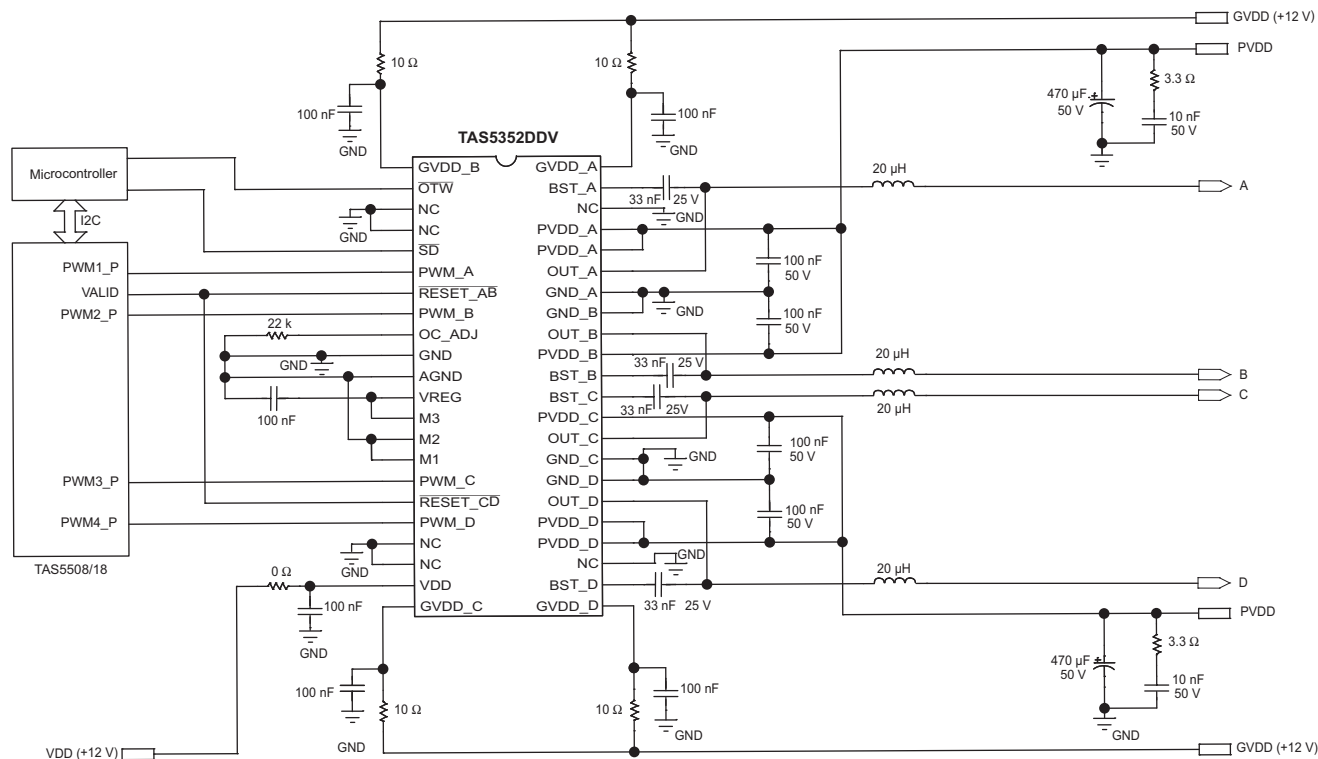 GVDD (+12 V)
PVDD
10 Ω
10 Ω
3.3 Ω
470 µF
50 V
10 nF
50 V
100 nF
GND
100 nF
GND
TAS5352DDV
Microcontroller
I2C
GVDD_B
OTW
NC
NC
SD
PWM_A
RESET_AB
PWM_B
OC_ADJ
GND
AGND
VREG
M3
M2
M1
PWM_C
RESET_CD
PWM_D
NC
NC
VDD
GVDD_C
GVDD_A
BST_A
NC
PVDD_A
PVDD_A
OUT_A
GND_A
GND_B
OUT_B
PVDD_B
BST_B
BST_C
PVDD_C
OUT_C
GND_C
GND_D
OUT_D
PVDD_D
PVDD_D
NC
BST_D
GVDD_D
PWM1_P
VALID
PWM2_P
PWM3_P
PWM4_P
TAS5508/18
GND
22 k
GND
100 nF
GND
0 Ω
100 nF
GND
33 nF 25 V
GND
20 µH
A
100 nF
50 V
GND
100 nF
50 V
33 nF 25 V
20 µH
B
33 nF 25V
20 µH
C
100 nF
50 V
GND
100 nF
50 V
GND
33 nF 25 V
20 µH
D
PVDD
3.3 Ω
470 µF
50 V
10 nF
50 V
GND
100 nF
10 Ω
GND
100 nF
10 Ω
GND
VDD (+12 V)
GVDD (+12 V)